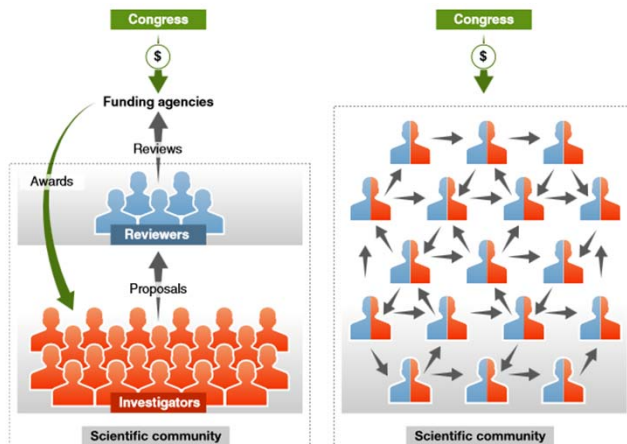 Congress
$
Funding agencies
Reviews
Awards
Reviewers
Proposals
Investigators
Scientific community
Congress
$
Scientific community